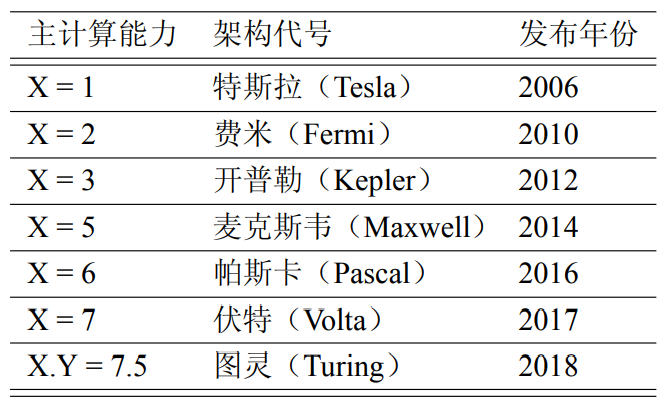 主计算能力 架构代号 发布年份
X = 1 特斯拉（Tesla） 2006
X = 2 费米（Fermi） 2010
X = 3 开普勒（Kepler） 2012
X = 5 麦克斯韦（Maxwell） 2014
X = 6 帕斯卡（Pascal） 2016
X = 7 伏特（Volta） 2017
X.Y = 7.5 图灵（Turing） 2018